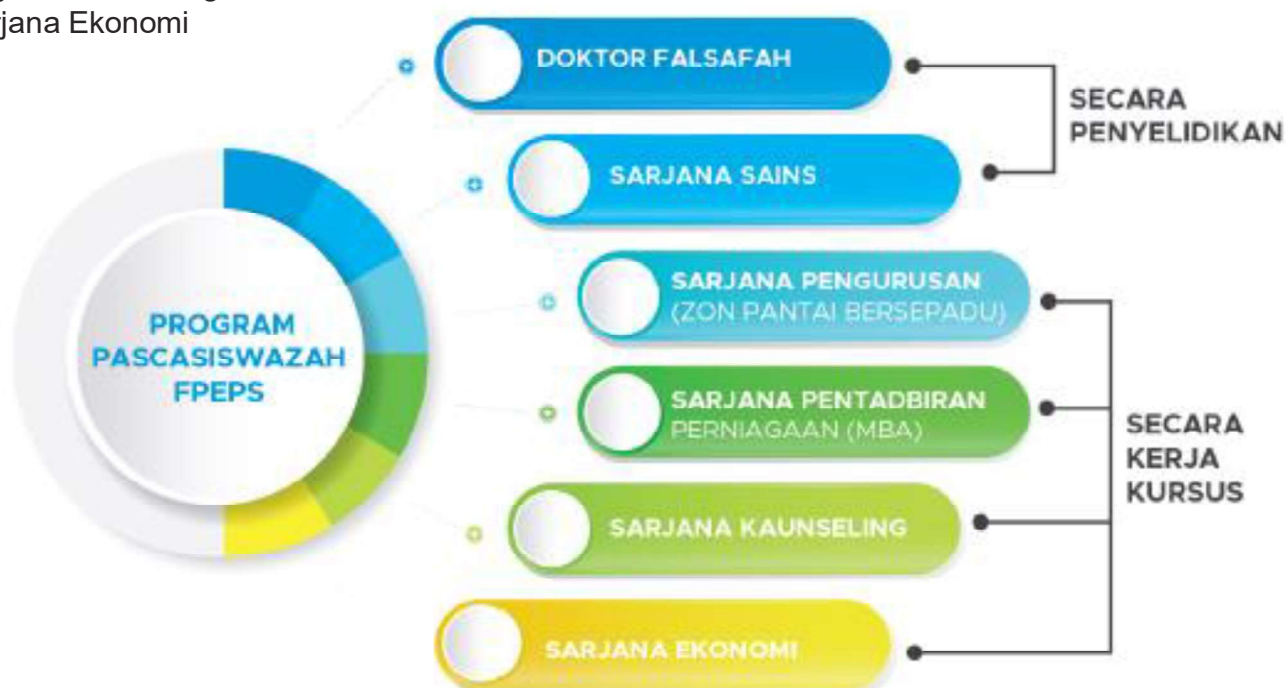 rjana Ekonomi
DOKTOR FALSAFAH
SARJANA SAINS
SECARA
PENYELIDIKAN
PROGRAM
PASCASISWAZAH
FPEPS
SARJANA PENGURUSAN
(ZON PANTAI BERSEPADU)
SARJANA PENTADBIRAN
PERNIAGAAN (MBA)
SARJANA KAUNSELING
SARJANA EKONOMI
SECARA
KERJA
KURSUS